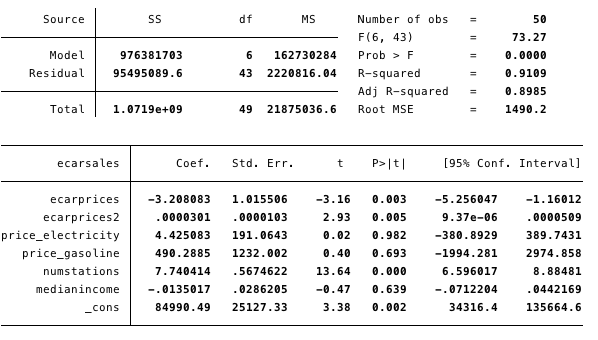 Source SS df MS Number of obs = 50
F(6, 43) = 73.27
Model 976381703 6 162730284 Prob > F = 0.0000
Residual 95495089.6 43 2220816.04 R-squared = 0.9109
Adj R-squared = 0.8985
Total 1.0719e+09 49 21875036.6 Root MSE = 1490.2
ecarsales Coef. Std. Err. t P>|t| [95% Conf. Interval]
ecarprices -3.208083 1.015506 -3.16 0.003 -5.256047 -1.16012
ecarprices2 .0000301 .0000103 2.93 0.005 9.37e-06 .0000509
price_electricity 4.425083 191.0643 0.02 0.982 -380.8929 389.7431
price_gasoline 490.2885 1232.002 0.40 0.693 -1994.281 2974.858
numstations 7.740414 .5674622 13.64 0.000 6.596017 8.88481
medianincome -.0135017 .0286205 -0.47 0.639 -.0712204 .0442169
_cons 84990.49 25127.33 3.38 0.002 34316.4 135664.6